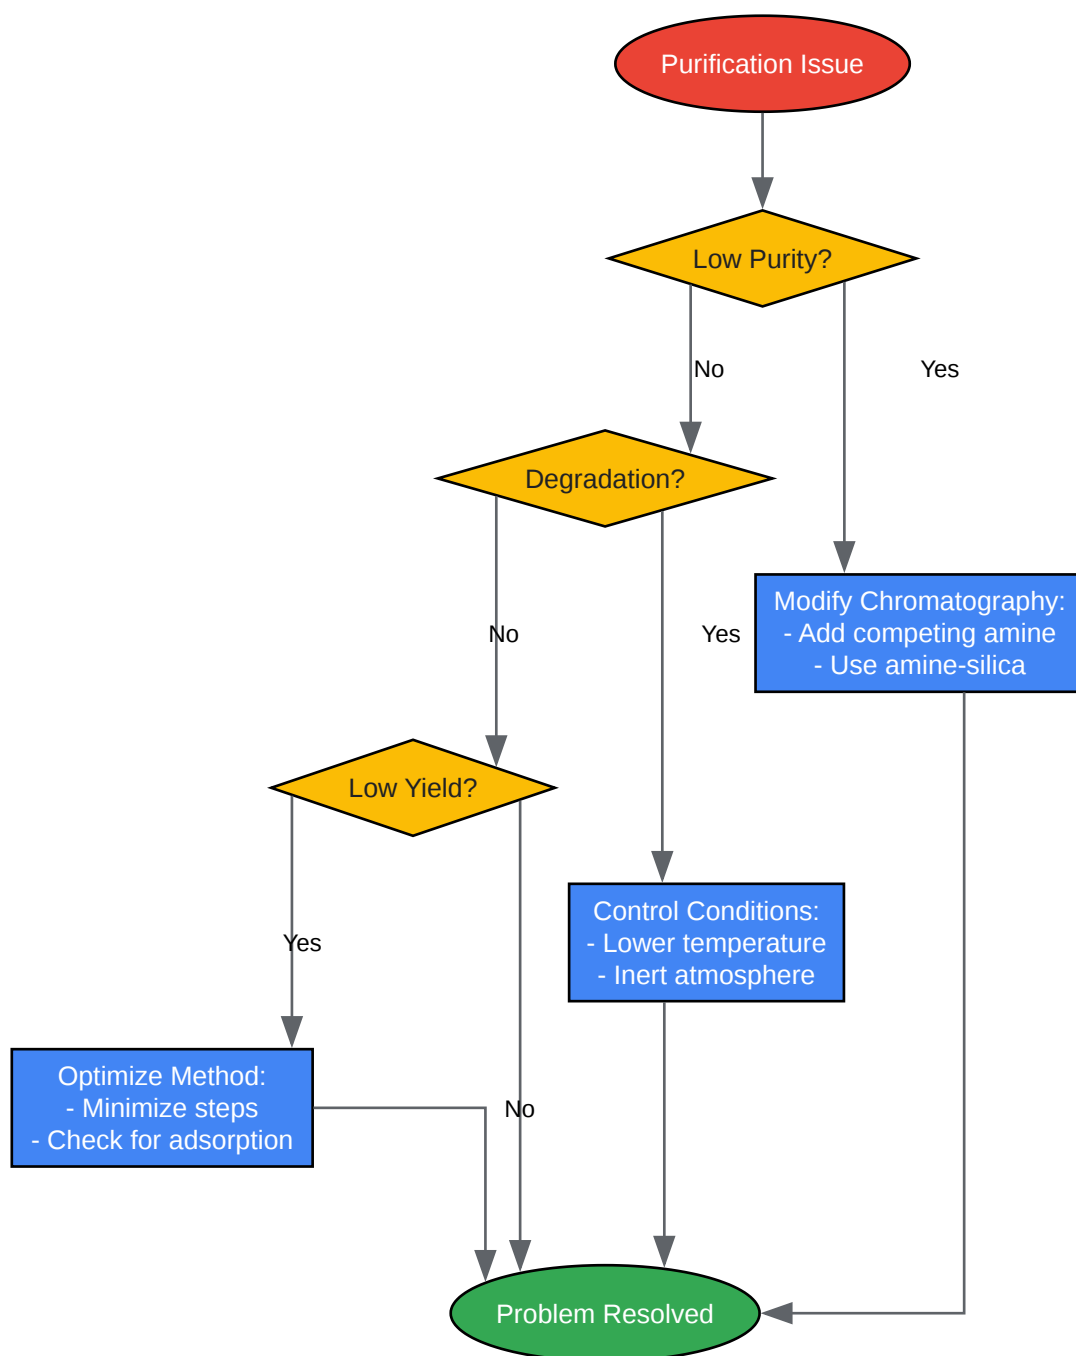 Purification Issue
Low Purity?
No
Yes
Degradation?
Modify Chromatography:
- Add competing amine
- Use amine-silica
No
Yes
Low Yield?
Control Conditions:
- Lower temperature
- Inert atmosphere
Yes
Optimize Method:
- Minimize steps
- Check for adsorption
No
Problem Resolved